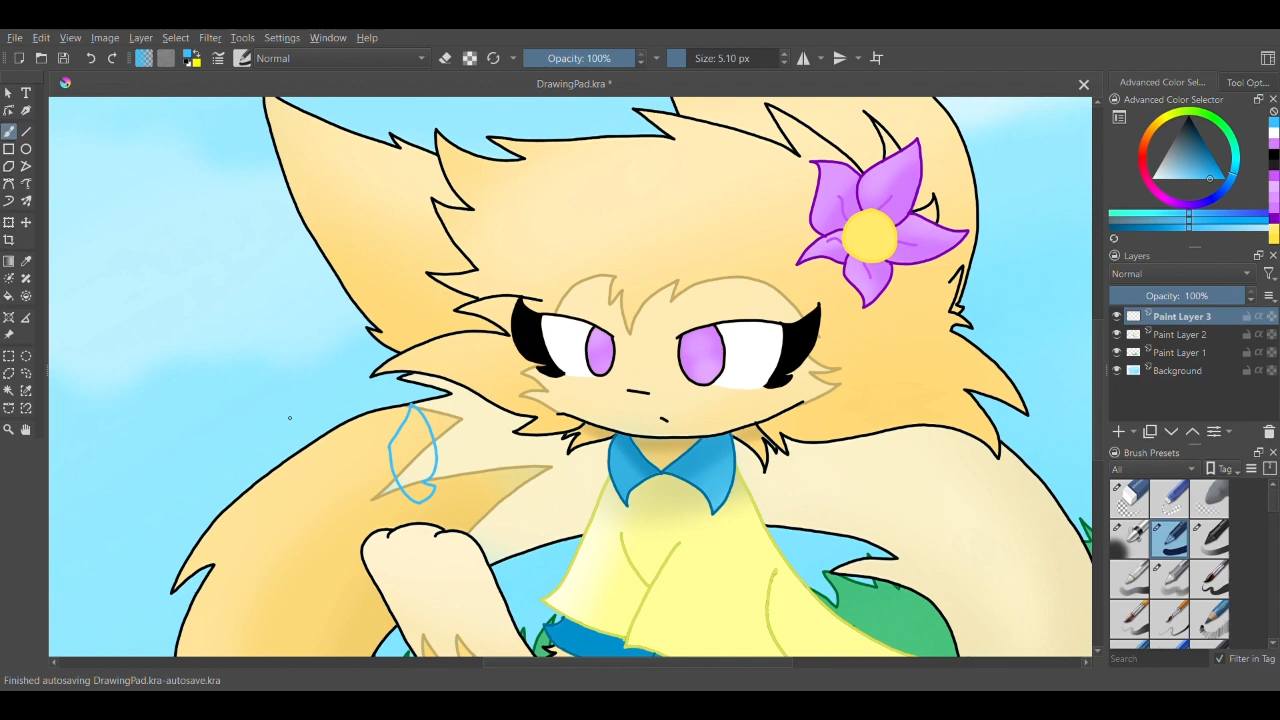 File Edit View Image Layer Select Filter Tools Settings Window Help
Normal Opacity: 100% Size: 5.10 px
DrawingPad.kra *
Advanced Color Sel... Tool Opt...
Advanced Color Selector
Layers
Normal
Opacity: 100%
Paint Layer 3
Paint Layer 2
Paint Layer 1
Background
Brush Presets
All Tag
Search Filter in Tag
Finished autosaving DrawingPad.kra-autosave.kra